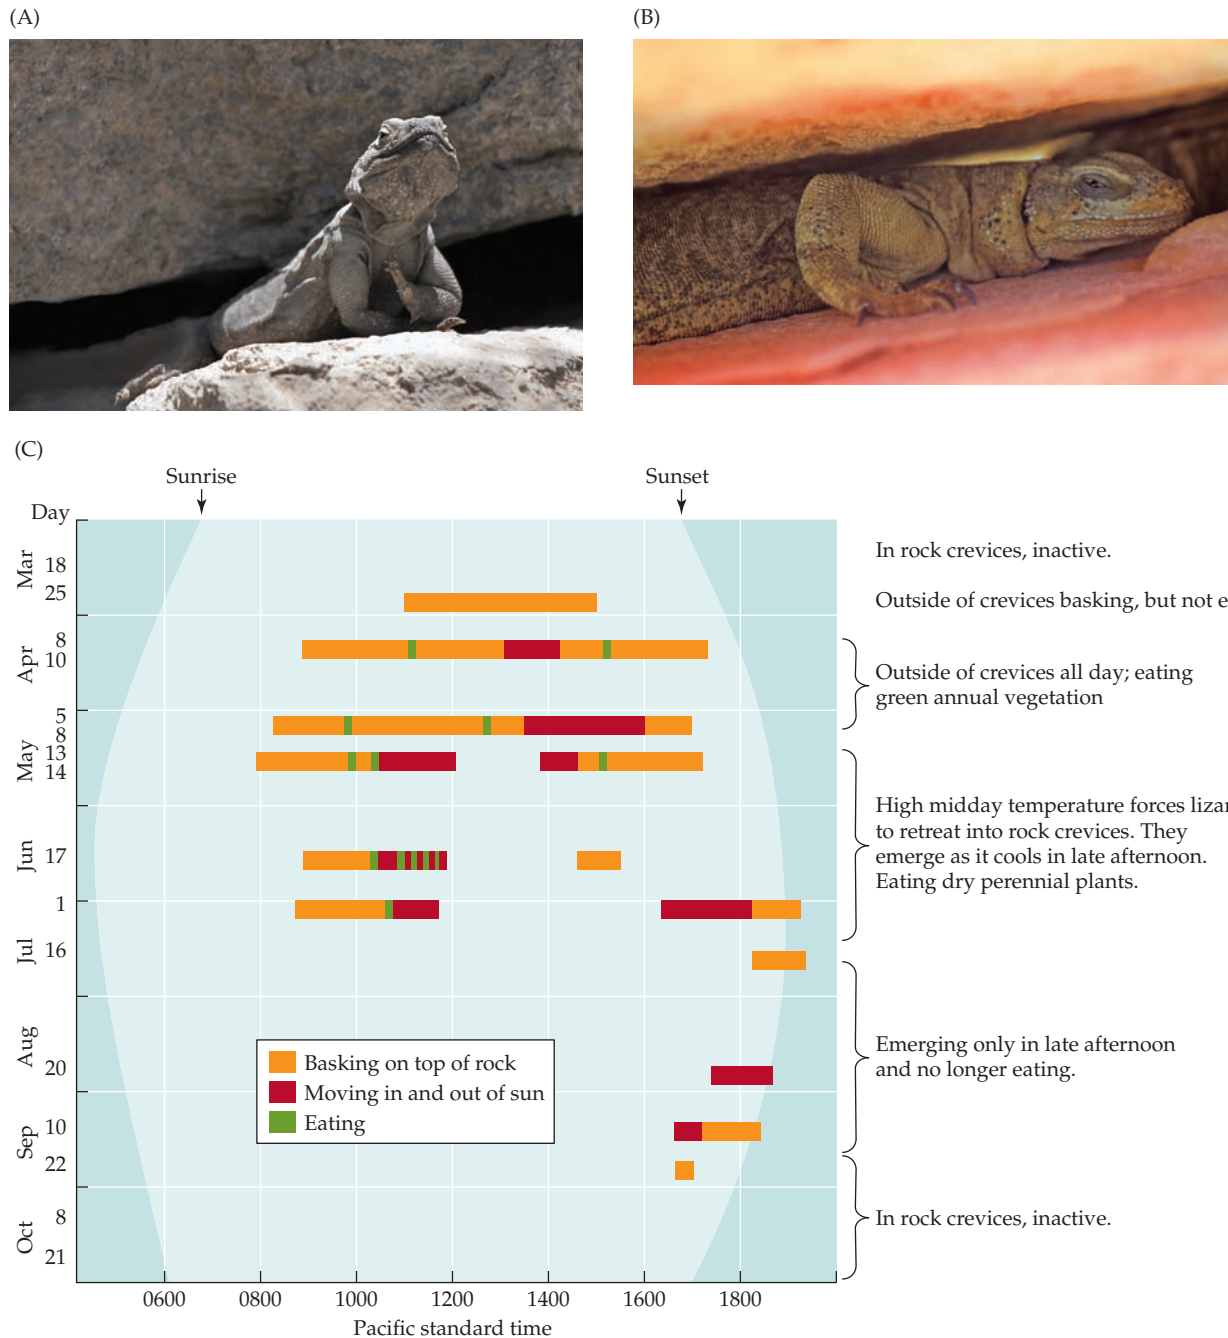 (A)
(B)
(C)
Sunrise
Sunset
Day
Mar
18
25
In rock crevices, inactive.
Outside of crevices basking, but not e
Apr
8
10
Outside of crevices all day; eating
green annual vegetation
May
5
8
13
14
High midday temperature forces lizar
to retreat into rock crevices. They
emerge as it cools in late afternoon.
Eating dry perennial plants.
Jun
17
Jul
1
16
Aug
20
Emerging only in late afternoon
and no longer eating.
Basking on top of rock
Moving in and out of sun
Eating
Sep
10
22
Oct
8
21
In rock crevices, inactive.
0600 0800 1000 1200 1400 1600 1800
Pacific standard time